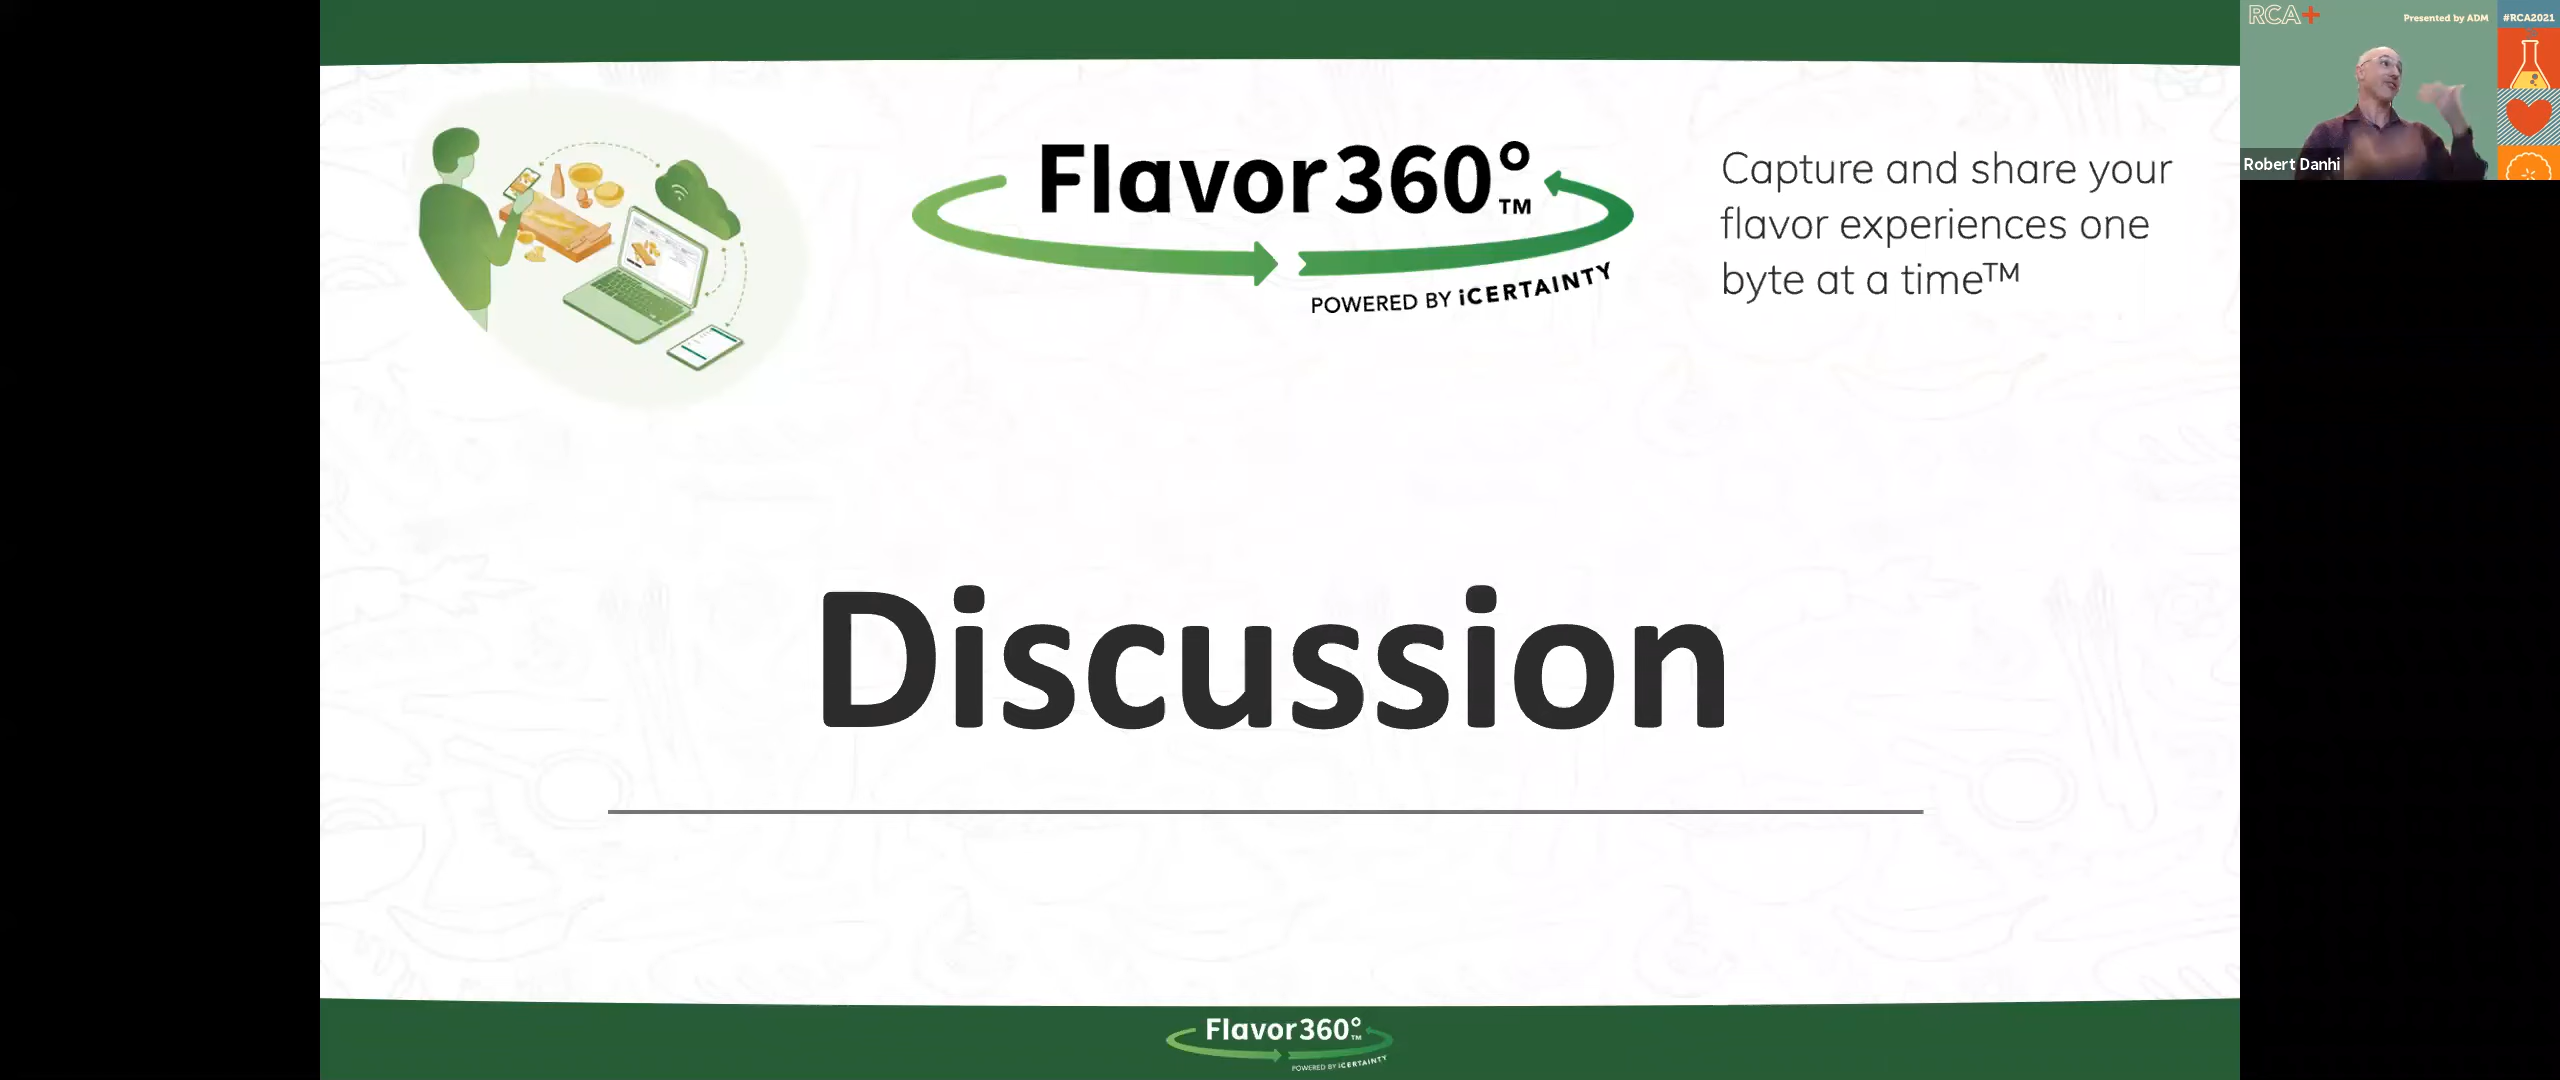 RCA+
Presented by ADM
#RCA2021
Robert Danhi
Flavor360°™
POWERED BY iCERTAINTY
Capture and share your
flavor experiences one
byte at a time™
Discussion
Flavor360°™
POWERED BY iCERTAINTY